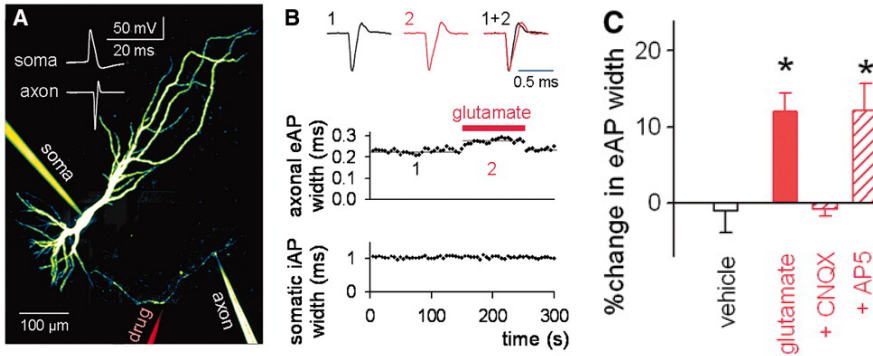 A
50 mV
20 ms
soma
axon
soma
axon
drug
100 µm
B
1
2
1+2
0.5 ms
glutamate
axonal eAP
width (ms)
0.3
0.2
0.0
1
2
somatic iAP
width (ms)
1
0
0
100
200
300
time (s)
C
%change in eAP width
20
10
0
*
*
vehicle
glutamate
+ CNQX
+ AP5